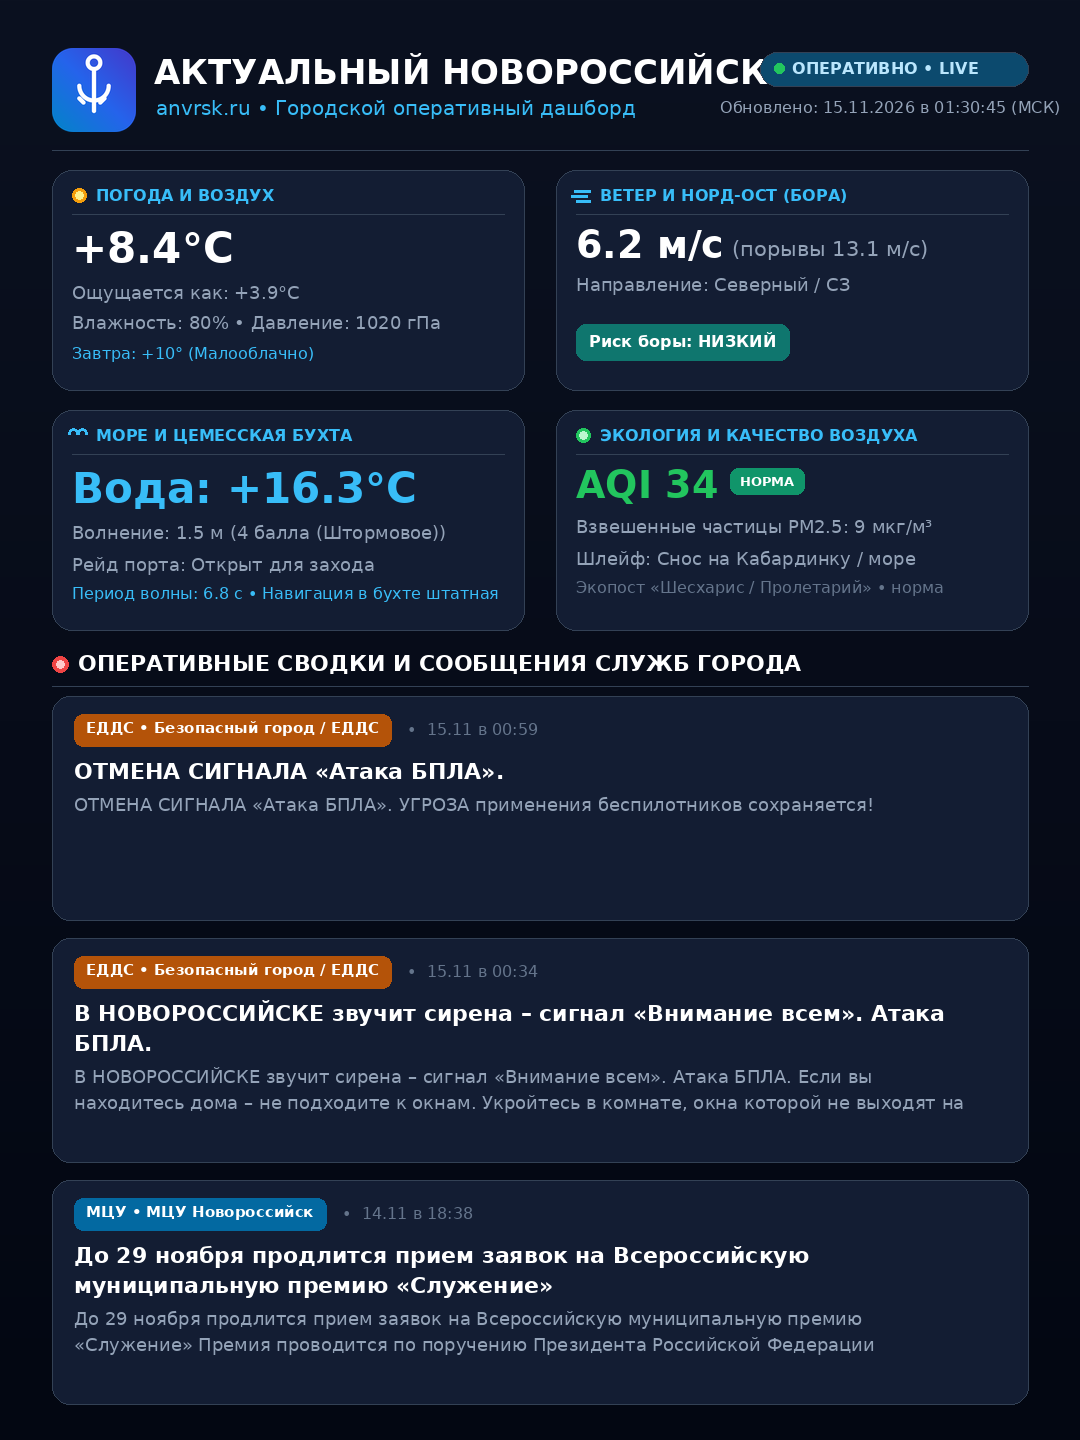 АКТУАЛЬНЫЙ НОВОРОССИЙСК
ОПЕРАТИВНО • LIVE
anvrsk.ru • Городской оперативный дашборд
Обновлено: 15.11.2026 в 01:30:45 (МСК)
ПОГОДА И ВОЗДУХ
+8.4°C
Ощущается как: +3.9°C
Влажность: 80% • Давление: 1020 гПа
Завтра: +10° (Малооблачно)
ВЕТЕР И НОРД-ОСТ (БОРА)
6.2 м/с (порывы 13.1 м/с)
Направление: Северный / СЗ
Риск боры: НИЗКИЙ
МОРЕ И ЦЕМЕССКАЯ БУХТА
Вода: +16.3°C
Волнение: 1.5 м (4 балла (Штормовое))
Рейд порта: Открыт для захода
Период волны: 6.8 с • Навигация в бухте штатная
ЭКОЛОГИЯ И КАЧЕСТВО ВОЗДУХА
AQI 34 НОРМА
Взвешенные частицы PM2.5: 9 мкг/м³
Шлейф: Снос на Кабардинку / море
Экопост «Шесхарис / Пролетарий» • норма
ОПЕРАТИВНЫЕ СВОДКИ И СООБЩЕНИЯ СЛУЖБ ГОРОДА
ЕДДС • Безопасный город / ЕДДС • 15.11 в 00:59
ОТМЕНА СИГНАЛА «Атака БПЛА».
ОТМЕНА СИГНАЛА «Атака БПЛА». УГРОЗА применения беспилотников сохраняется!
ЕДДС • Безопасный город / ЕДДС • 15.11 в 00:34
В НОВОРОССИЙСКЕ звучит сирена – сигнал «Внимание всем». Атака
БПЛА.
В НОВОРОССИЙСКЕ звучит сирена – сигнал «Внимание всем». Атака БПЛА. Если вы
находитесь дома – не подходите к окнам. Укройтесь в комнате, окна которой не выходят на
МЦУ • МЦУ Новороссийск • 14.11 в 18:38
До 29 ноября продлится прием заявок на Всероссийскую
муниципальную премию «Служение»
До 29 ноября продлится прием заявок на Всероссийскую муниципальную премию
«Служение» Премия проводится по поручению Президента Российской Федерации